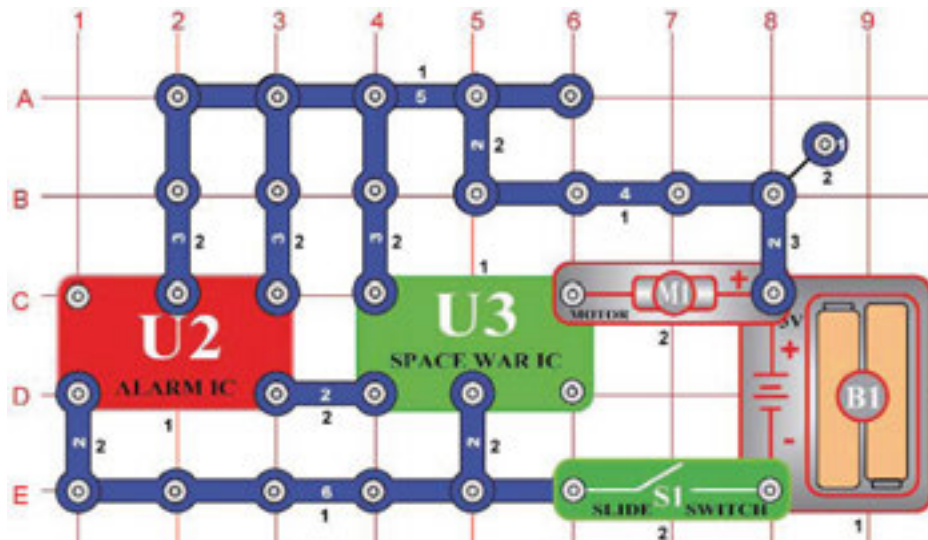 1 2 3 4 5 6 7 8 9
A
1
5
2 2
1
2
B
4
1
3 2 3 2 3 2
2 3
C
1
U2
ALARM IC
U3
SPACE WAR IC
M1 +
MOTOR
2
3V
+
B1
-
D
2
2
1
2 2
2 2
E
6
1
S1
SLIDE SWITCH
2
1